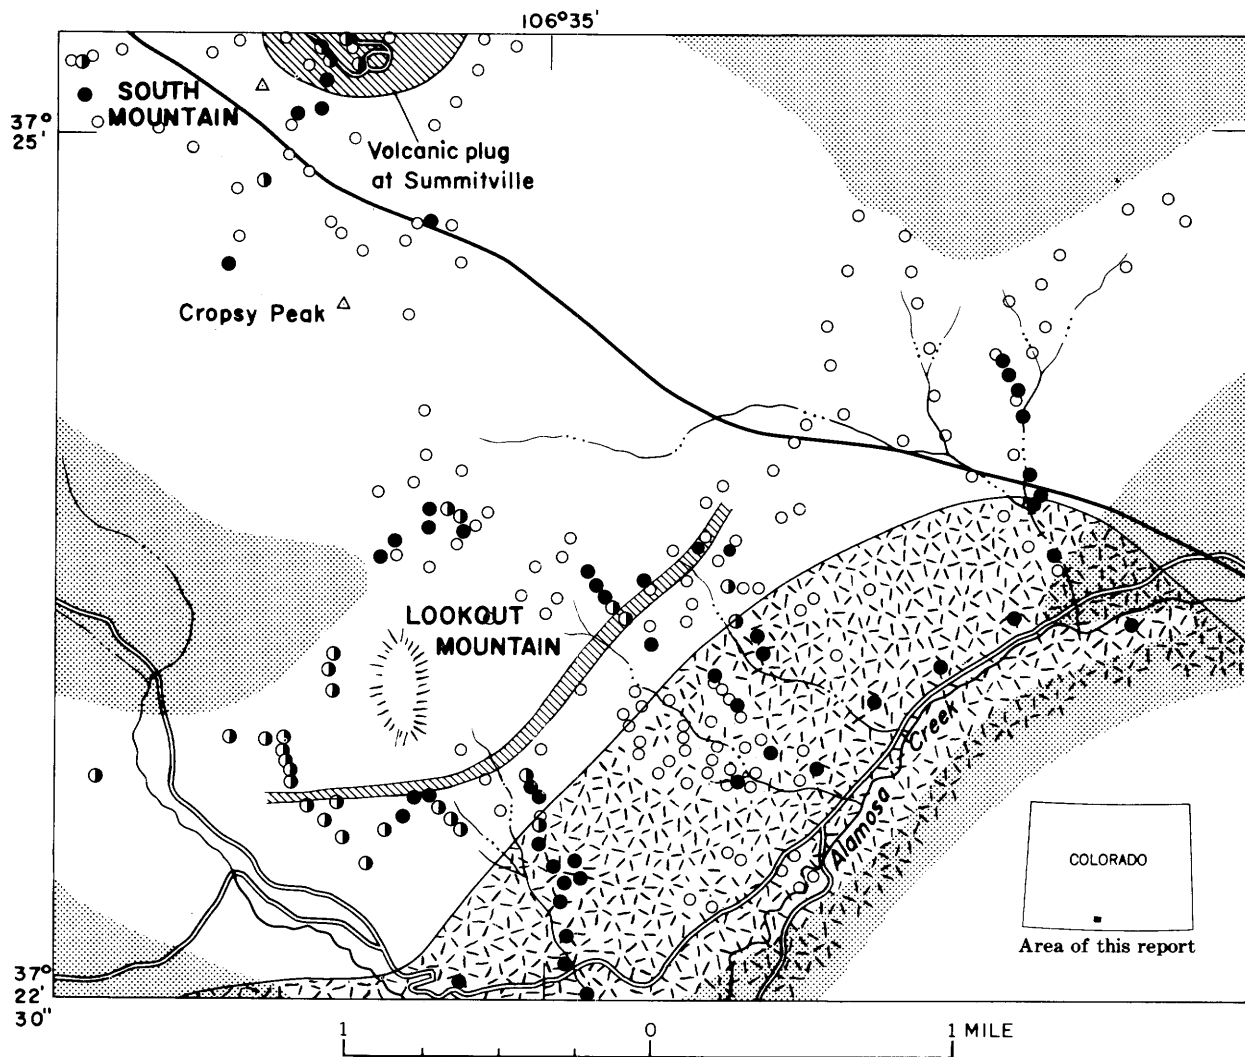 106°35'
SOUTH
MOUNTAIN
37°
25'
Volcanic plug
at Summitville
Cropsy Peak
LOOKOUT
MOUNTAIN
Alamosa Creek
COLORADO
Area of this report
37°
22'
30"
1 0 1 MILE